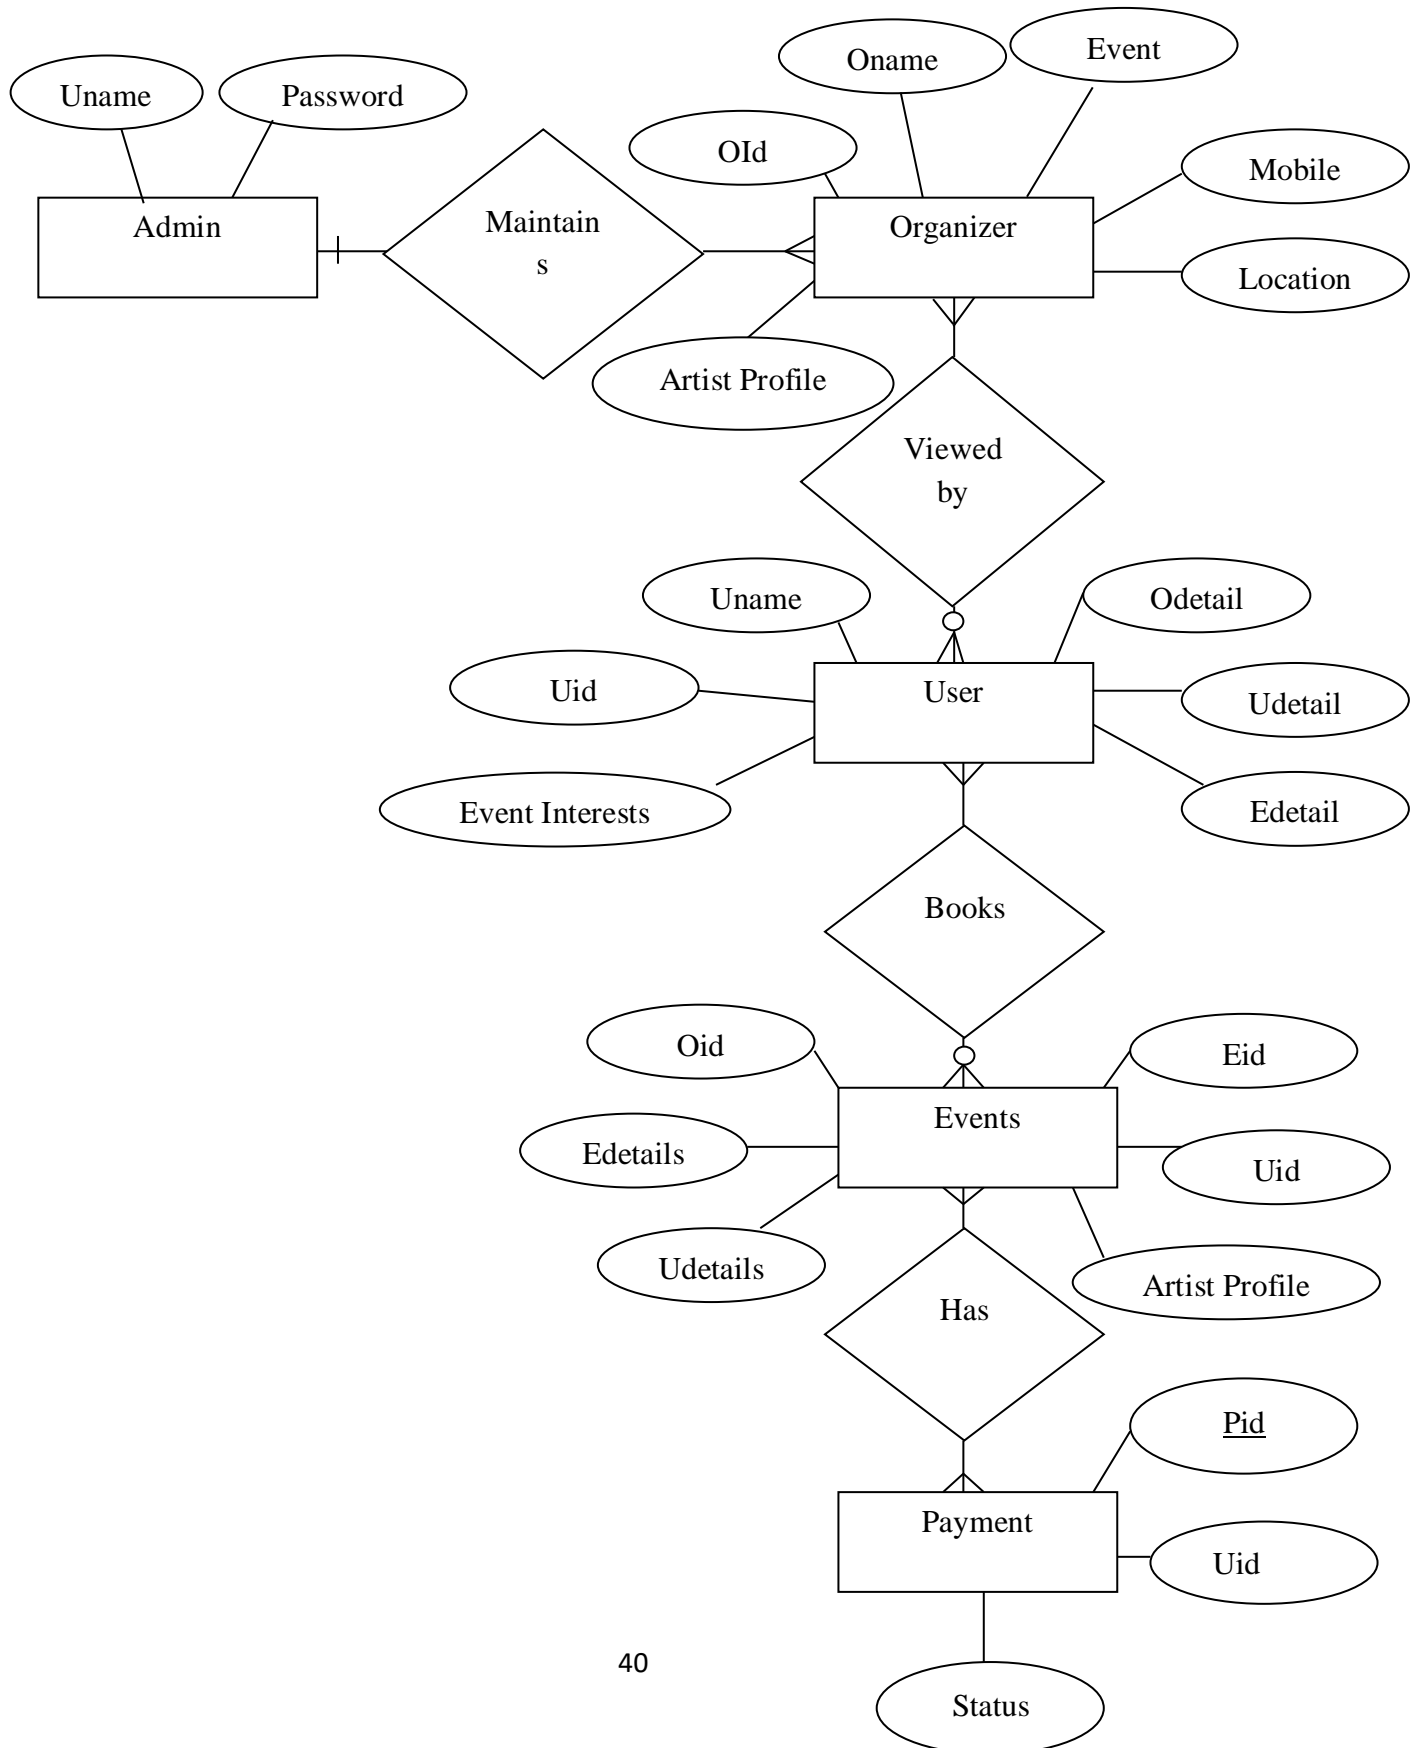 Oname
Event
Uname
Password
OId
Mobile
Admin
Maintain
s
Organizer
Location
Artist Profile
Viewed
by
Uname
Odetail
Uid
User
Udetail
Event Interests
Edetail
Books
Oid
Eid
Events
Edetails
Uid
Udetails
Artist Profile
Has
Pid
Payment
Uid
40
Status